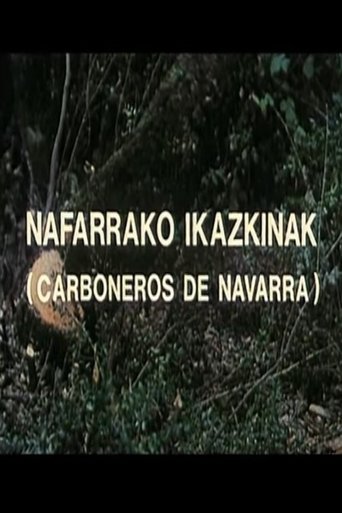 NAFARRAKO IKAZKINAK
(CARBONEROS DE NAVARRA)